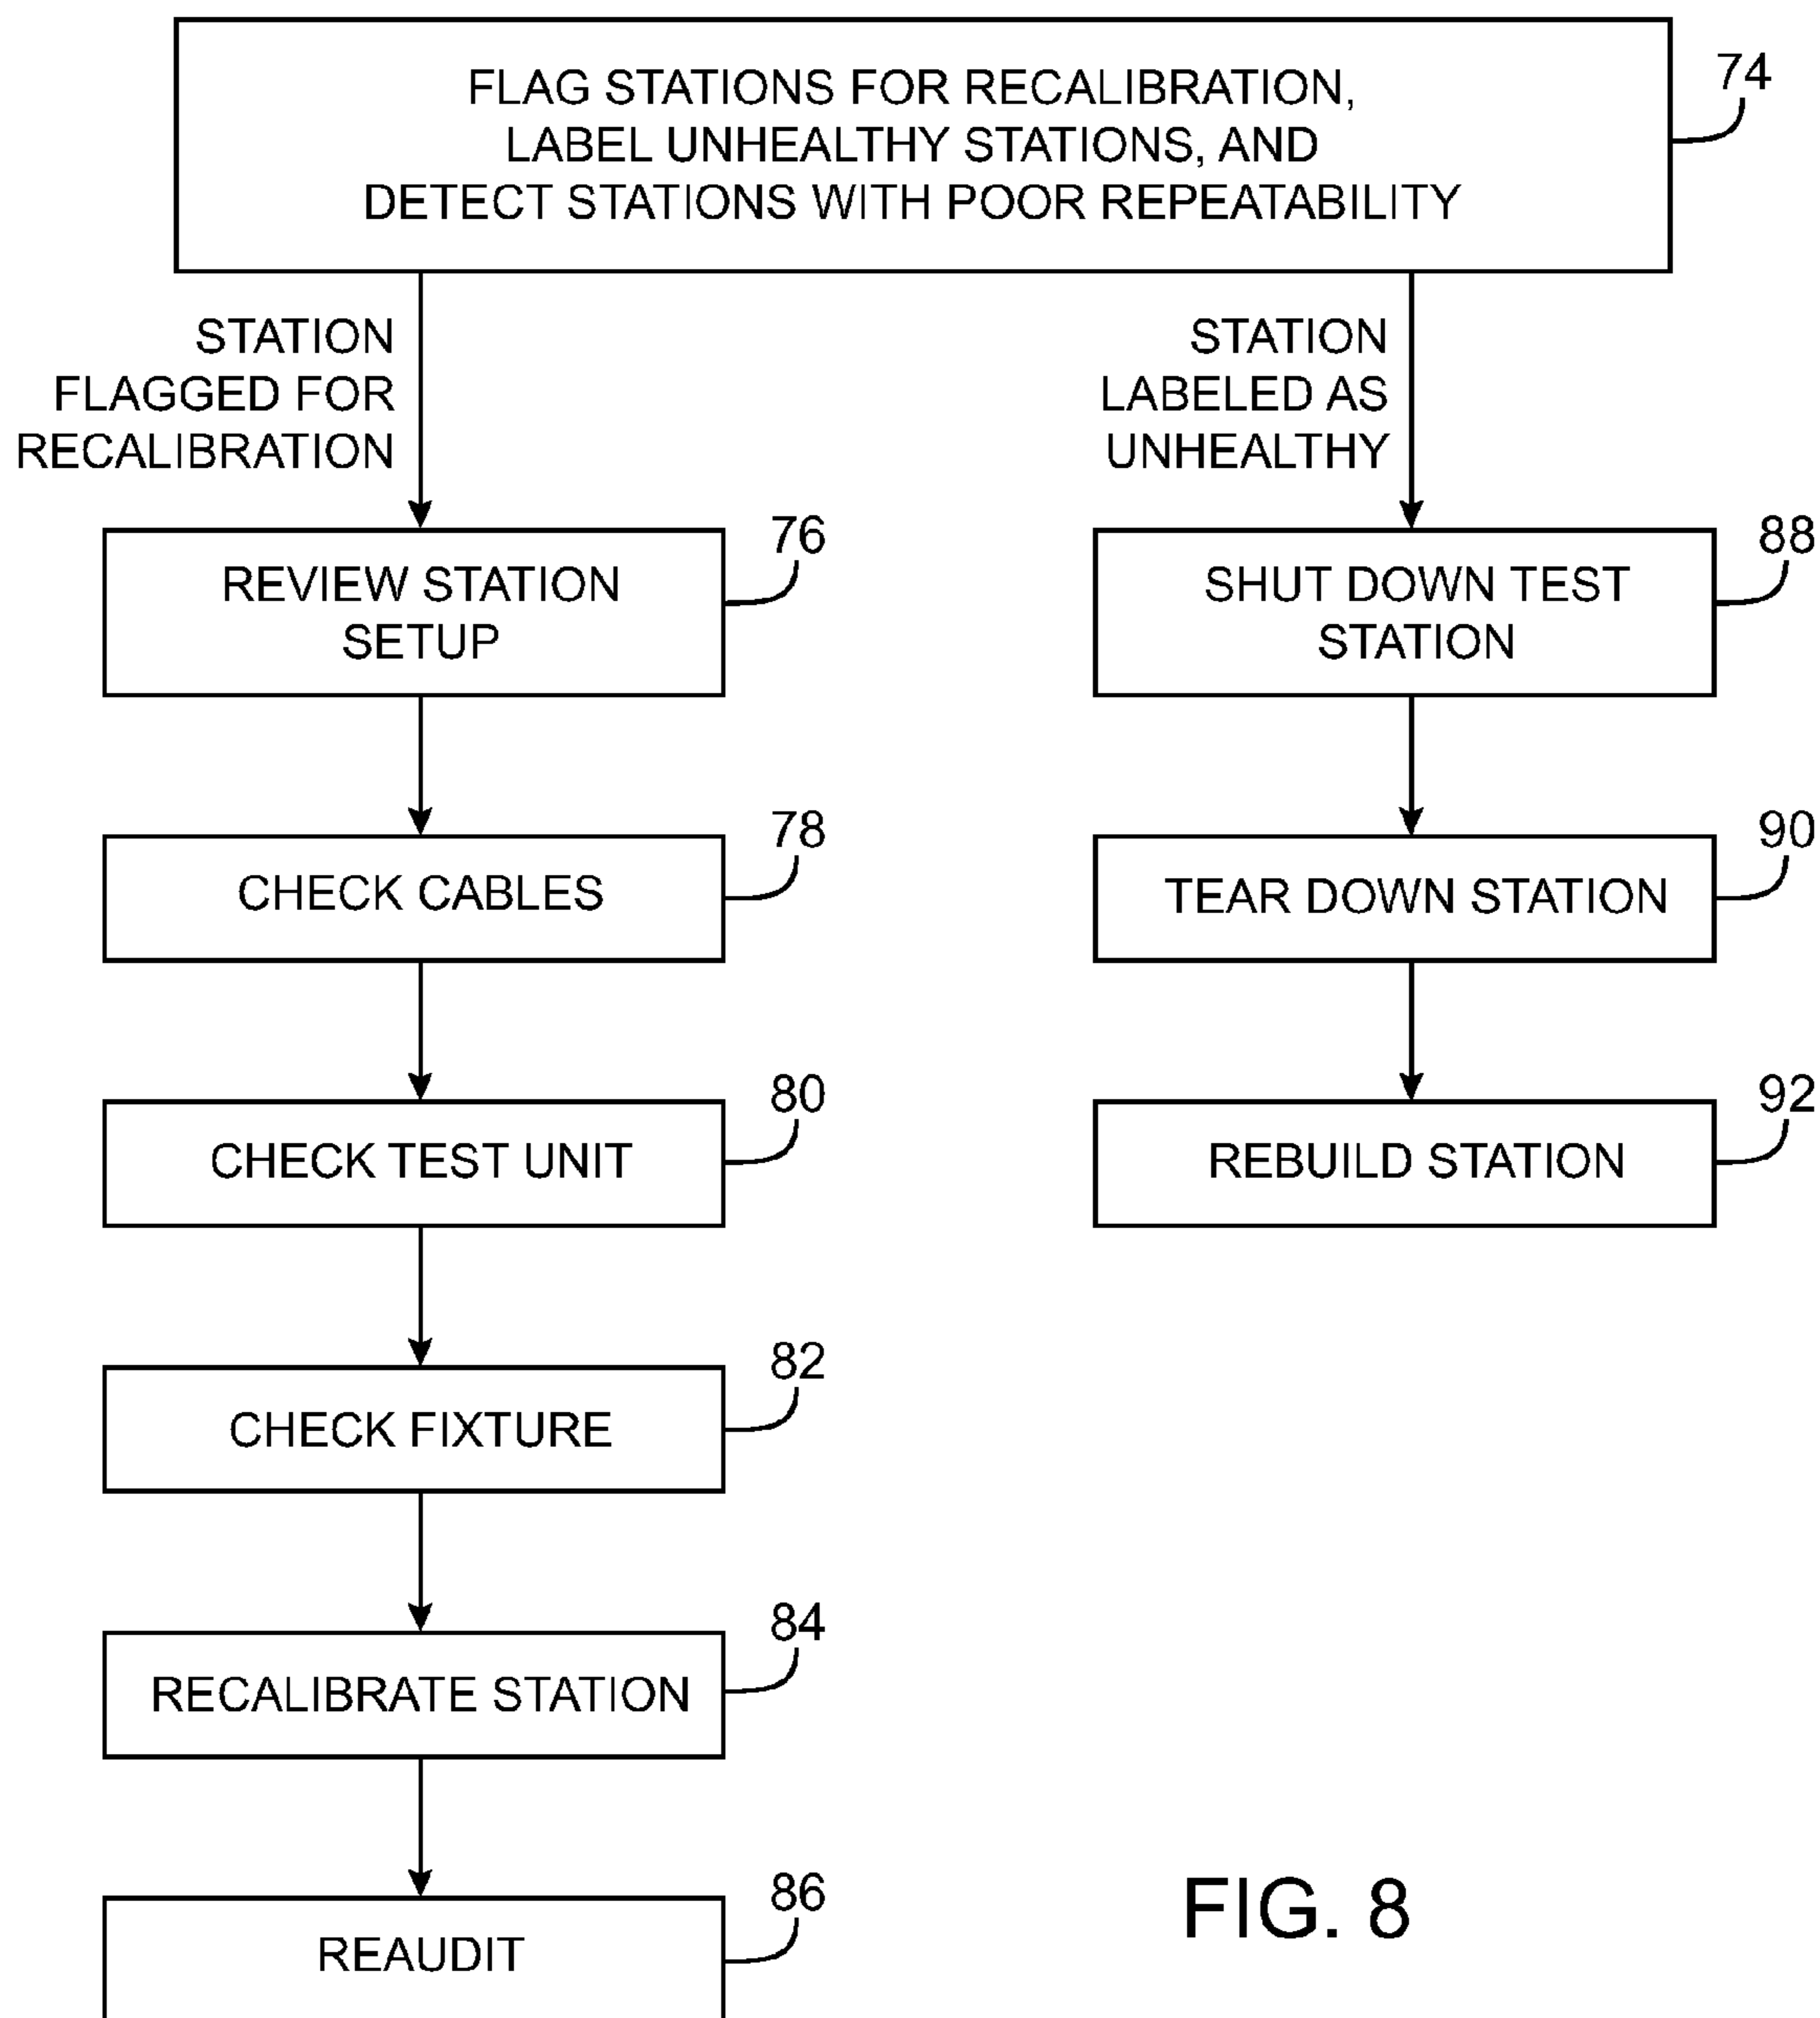 FLAG STATIONS FOR RECALIBRATION,
LABEL UNHEALTHY STATIONS, AND
DETECT STATIONS WITH POOR REPEATABILITY
74
STATION
FLAGGED FOR
RECALIBRATION
STATION
LABELED AS
UNHEALTHY
REVIEW STATION
SETUP
76
CHECK CABLES
78
CHECK TEST UNIT
80
CHECK FIXTURE
82
RECALIBRATE STATION
84
REAUDIT
86
SHUT DOWN TEST
STATION
88
TEAR DOWN STATION
90
REBUILD STATION
92
FIG. 8